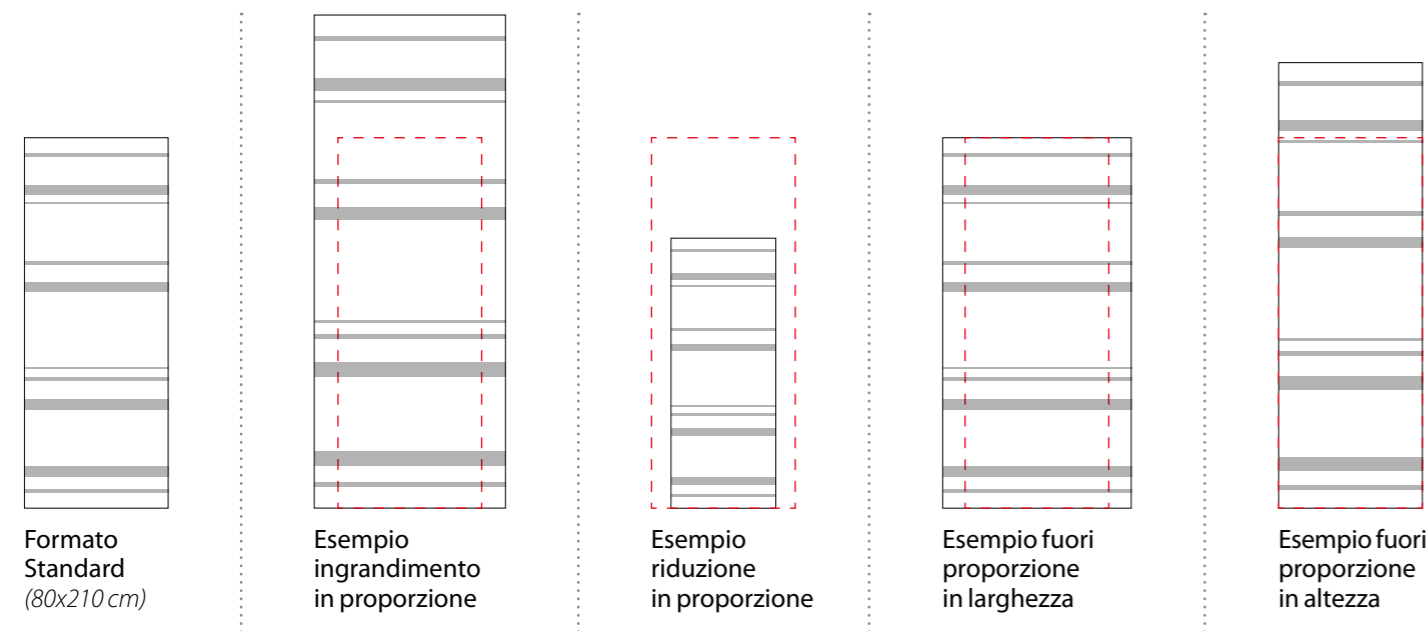 Formato
Standard
(80x210 cm)
Esempio
ingrandimento
in proporzione
Esempio
riduzione
in proporzione
Esempio fuori
proporzione
in larghezza
Esempio fuori
proporzione
in altezza